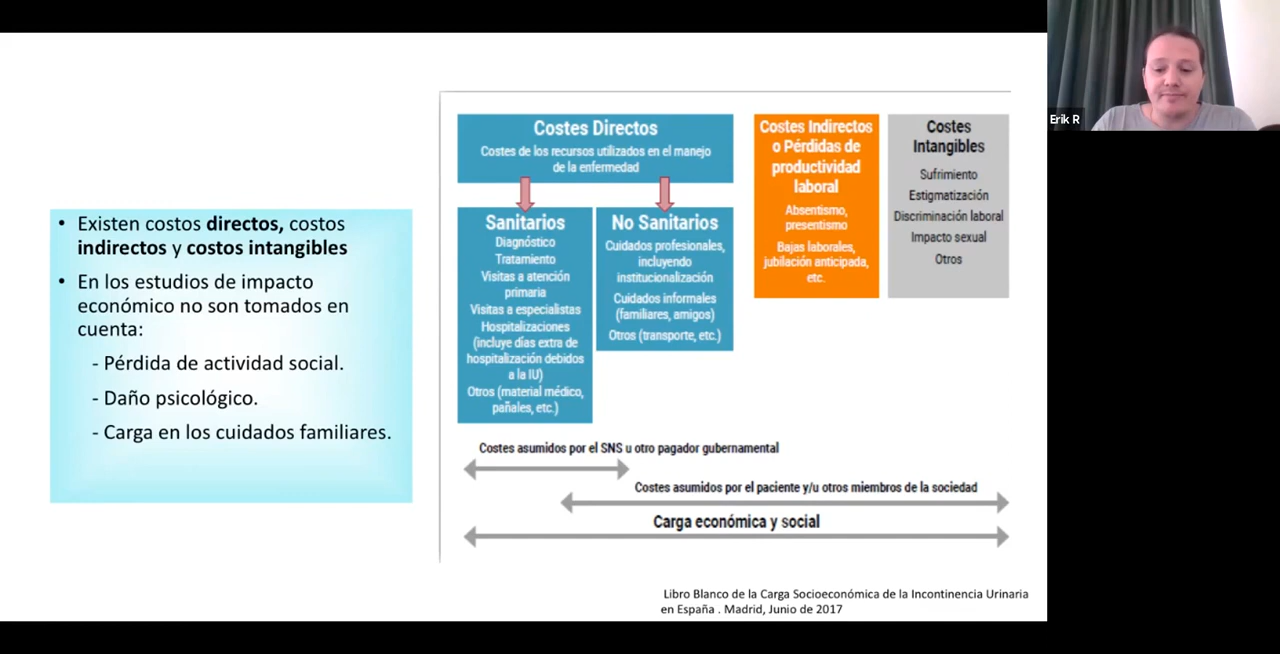 • Existen costos directos, costos
indirectos y costos intangibles
• En los estudios de impacto
económico no son tomados en
cuenta:
- Pérdida de actividad social.
- Daño psicológico.
- Carga en los cuidados familiares.
Costes Directos
Costes de los recursos utilizados en el manejo
de la enfermedad
Sanitarios
Diagnóstico
Tratamiento
Visitas a atención
primaria
Visitas a especialistas
Hospitalizaciones
(incluye días extra de
hospitalización debidos
a la IU)
Otros (material médico,
pañales, etc.)
No Sanitarios
Cuidados profesionales,
incluyendo
institucionalización
Cuidados informales
(familiares, amigos)
Otros (transporte, etc.)
Costes Indirectos
o Pérdidas de
productividad
laboral
Absentismo,
presentismo
Bajas laborales,
jubilación anticipada,
etc.
Costes
Intangibles
Sufrimiento
Estigmatización
Discriminación laboral
Impacto sexual
Otros
Costes asumidos por el SNS u otro pagador gubernamental
Costes asumidos por el paciente y/u otros miembros de la sociedad
Carga económica y social
Libro Blanco de la Carga Socioeconómica de la Incontinencia Urinaria
en España . Madrid, Junio de 2017
Erik R